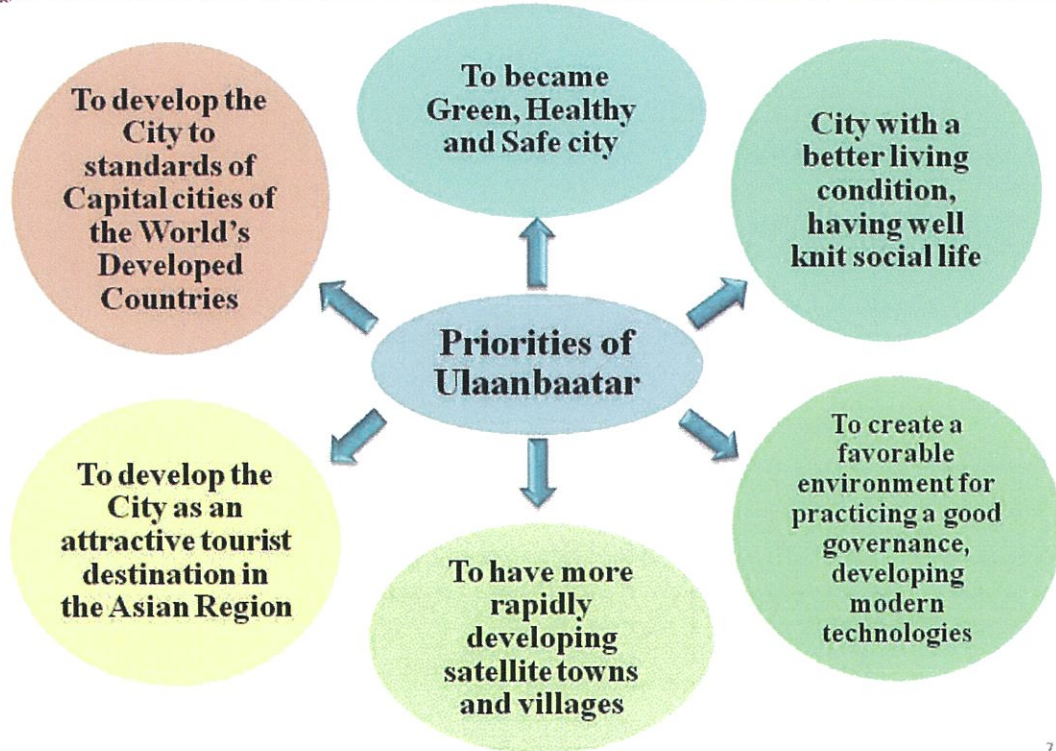 To became
Green, Healthy
and Safe city
City with a
better living
condition,
having well
knit social life
To create a
favorable
environment for
practicing a good
governance,
developing
modern
technologies
To have more
rapidly
developing
satellite towns
and villages
To develop the
City as an
attractive tourist
destination in
the Asian Region
To develop the
City to
standards of
Capital cities of
the World's
Developed
Countries
Priorities of
Ulaanbaatar
7